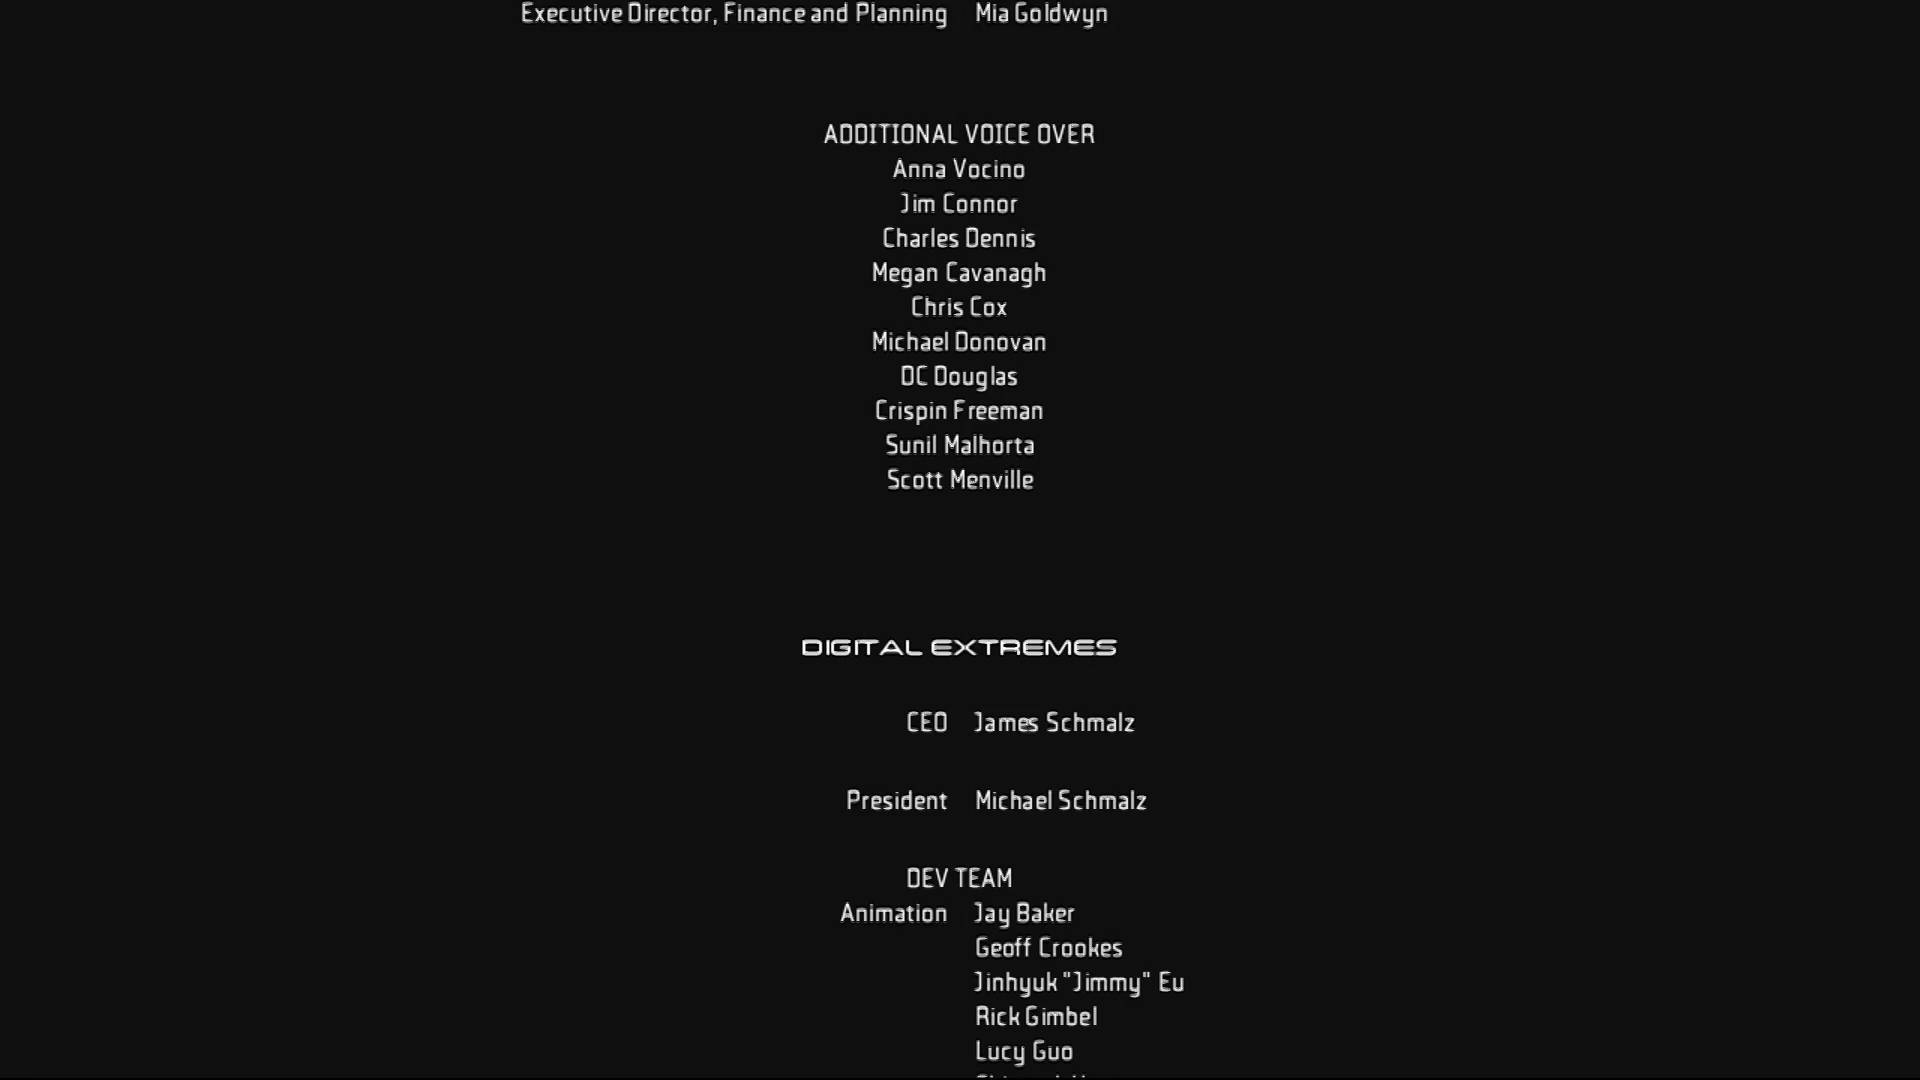 Executive Director, Finance and Planning Mia Goldwyn
ADDITIONAL VOICE OVER
Anna Vocino
Jim Connor
Charles Dennis
Megan Cavanagh
Chris Cox
Michael Donovan
DC Douglas
Crispin Freeman
Sunil Malhorta
Scott Menville
DIGITAL EXTREMES
CEO James Schmalz
President Michael Schmalz
DEV TEAM
Animation Jay Baker
Geoff Crookes
Jinhyuk "Jimmy" Eu
Rick Gimbel
Lucy Guo